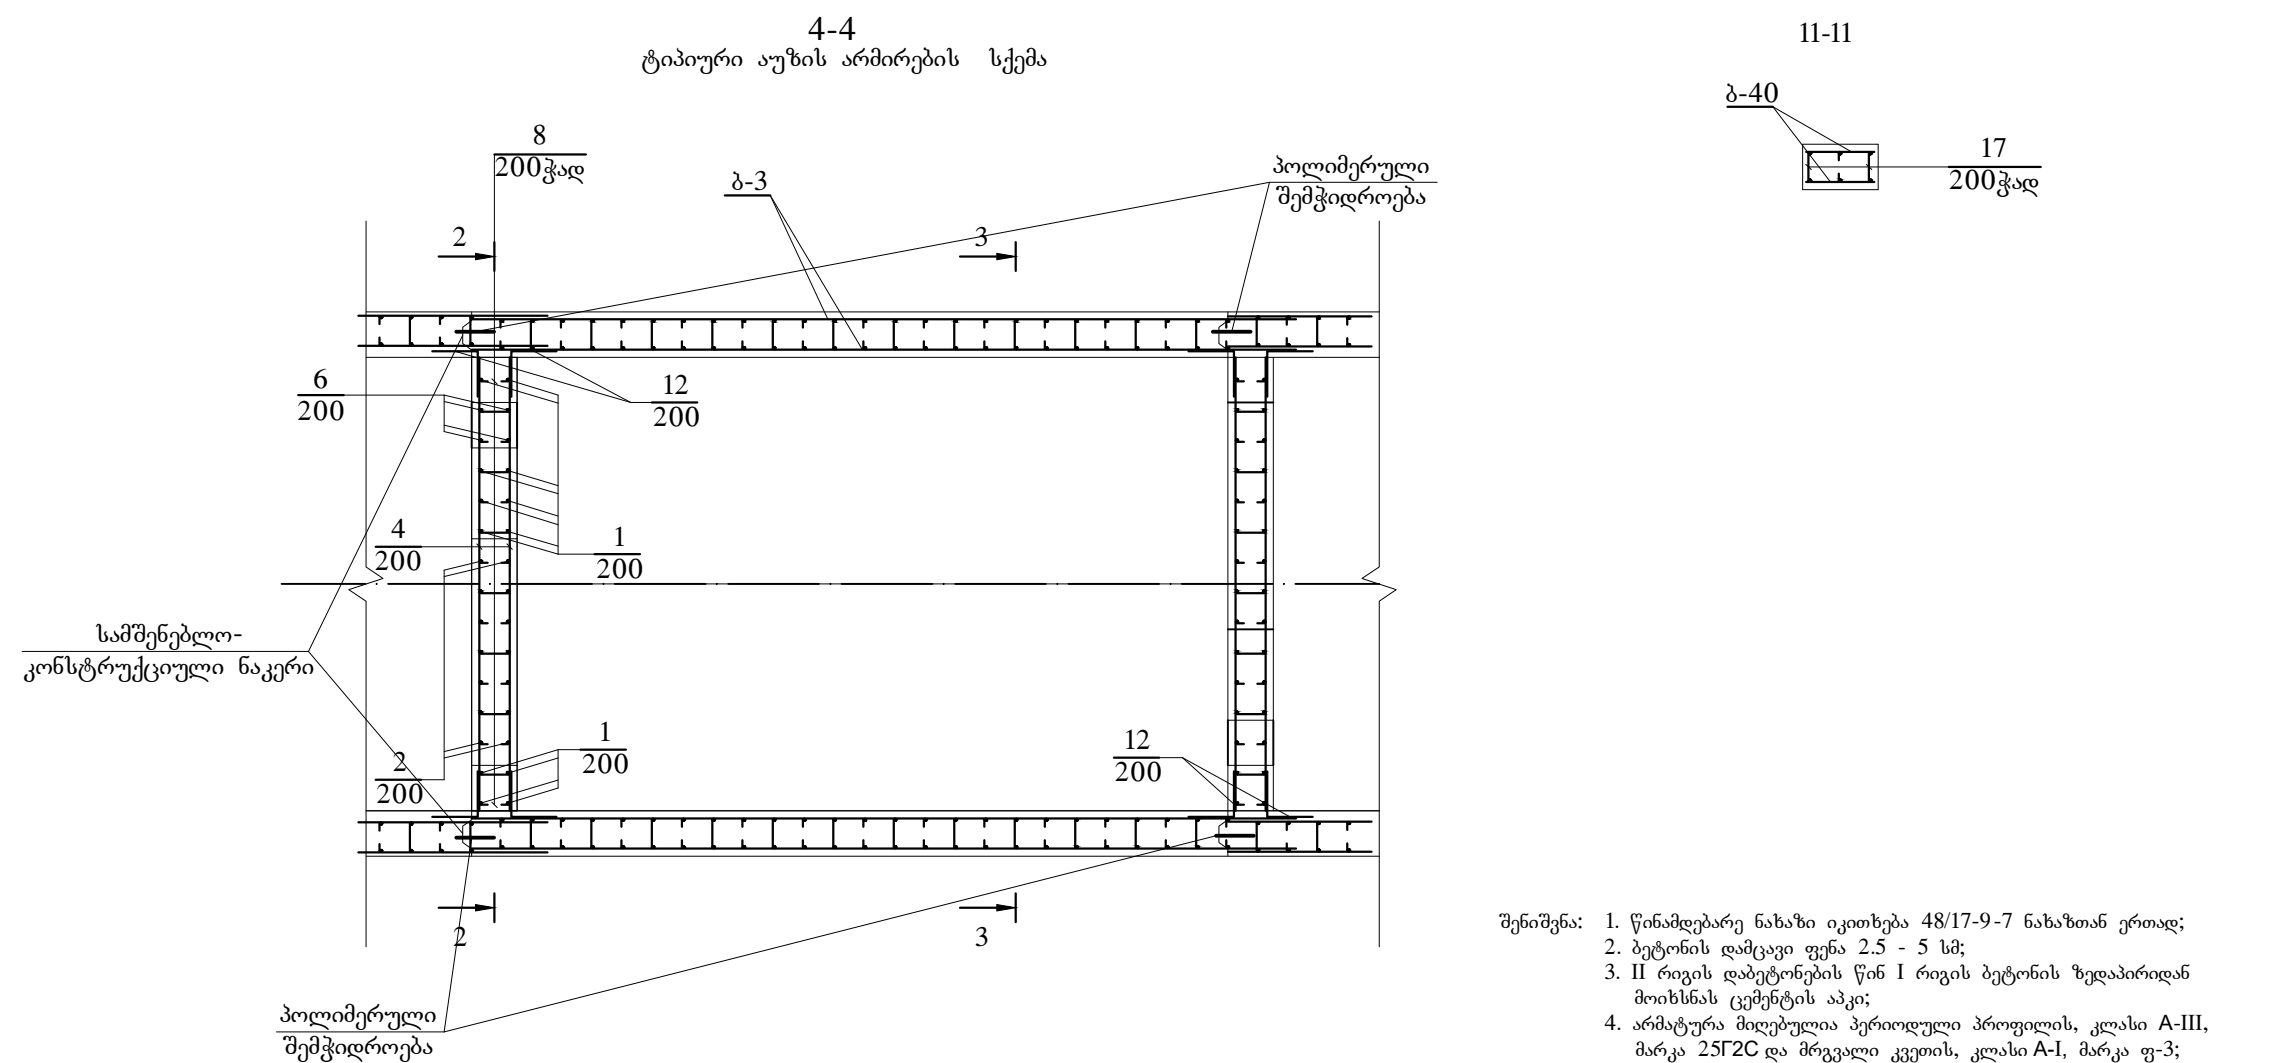 4-4
ტიპიური აუზის არმირების სქემა
11-11
ბ-40
17
200ჭად
8
200ჭად
ბ-3
პოლიმერული
შემჭიდროება
2
3
6
200
12
200
4
200
1
200
სამშენებლო-
კონსტრუქციული ნაკერი
2
200
1
200
12
200
2
3
პოლიმერული
შემჭიდროება
შენიშვნა: 1. წინამდებარე ნახაზი იკითხება 48/17-9-7 ნახაზთან ერთად;
2. ბეტონის დამცავი ფენა 2.5 - 5 სმ;
3. II რიგის დაბეტონების წინ I რიგის ბეტონის ზედაპირიდან
მოიხსნას ცემენტის აპკი;
4. არმატურა მიღებულია პერიოდული პროფილის, კლასი А-III,
მარკა 25Г2С და მრგვალი კვეთის, კლასი А-I, მარკა ფ-3;